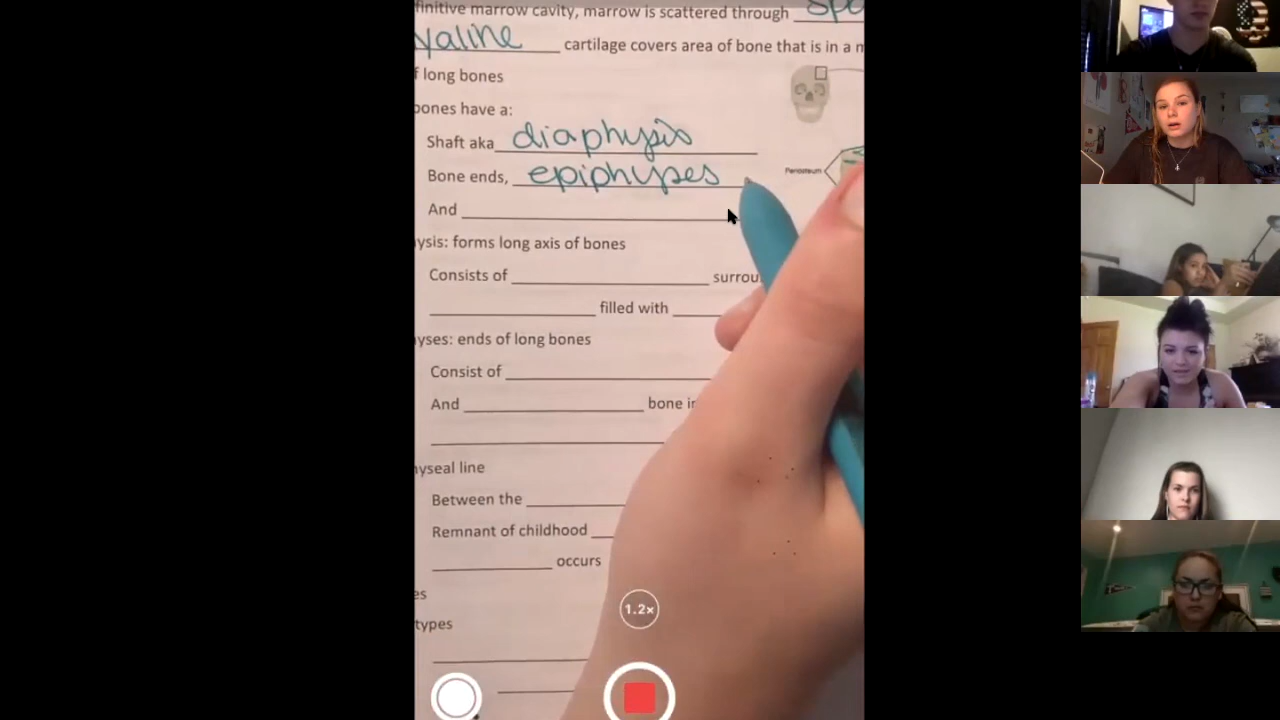 finitive marrow cavity, marrow is scattered through
yaline cartilage covers area of bone that is in a
f long bones
bones have a:
Shaft aka diaphysis
Bone ends, epiphyses
And
ysis: forms long axis of bones
Consists of surrou
filled with
yses: ends of long bones
Consist of
And bone in
yseal line
Between the
Remnant of childhood
occurs
es
types
Periosteum
1.2×